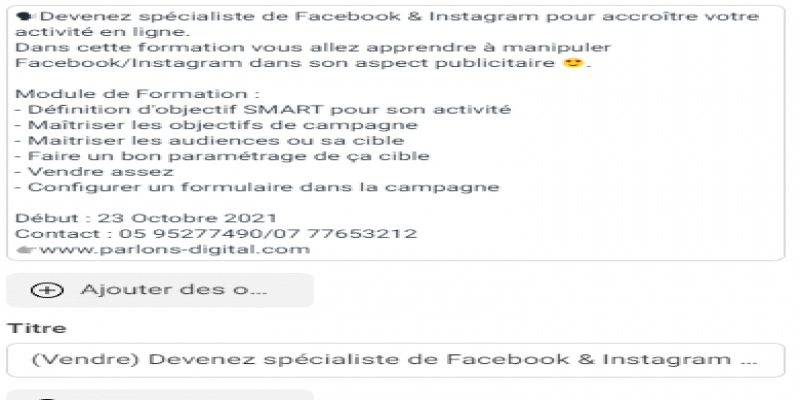 🗣Devenez spécialiste de Facebook & Instagram pour accroître votre
activité en ligne.
Dans cette formation vous allez apprendre à manipuler
Facebook/Instagram dans son aspect publicitaire 😍.
Module de Formation :
- Définition d'objectif SMART pour son activité
- Maîtriser les objectifs de campagne
- Maitriser les audiences ou sa cible
- Faire un bon paramétrage de ça cible
- Vendre assez
- Configurer un formulaire dans la campagne
Début : 23 Octobre 2021
Contact : 05 95277490/07 77653212
👉www.parlons-digital.com
Ajouter des o...
Titre
(Vendre) Devenez spécialiste de Facebook & Instagram ...